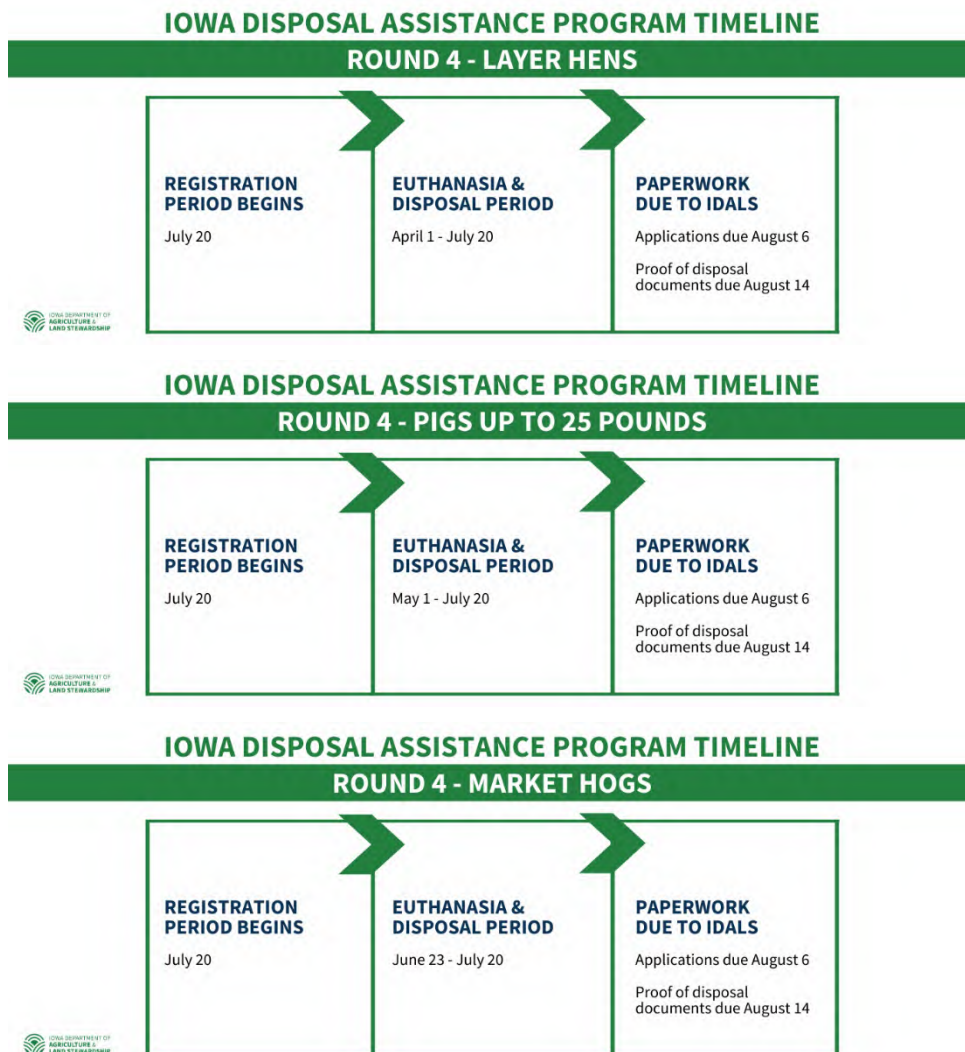 IOWA DISPOSAL ASSISTANCE PROGRAM TIMELINE
ROUND 4 - LAYER HENS
REGISTRATION
PERIOD BEGINS
July 20
EUTHANASIA &
DISPOSAL PERIOD
April 1 - July 20
PAPERWORK
DUE TO IDALS
Applications due August 6
Proof of disposal
documents due August 14
IOWA DEPARTMENT OF
AGRICULTURE &
LAND STEWARDSHIP
IOWA DISPOSAL ASSISTANCE PROGRAM TIMELINE
ROUND 4 - PIGS UP TO 25 POUNDS
REGISTRATION
PERIOD BEGINS
July 20
EUTHANASIA &
DISPOSAL PERIOD
May 1 - July 20
PAPERWORK
DUE TO IDALS
Applications due August 6
Proof of disposal
documents due August 14
IOWA DEPARTMENT OF
AGRICULTURE &
LAND STEWARDSHIP
IOWA DISPOSAL ASSISTANCE PROGRAM TIMELINE
ROUND 4 - MARKET HOGS
REGISTRATION
PERIOD BEGINS
July 20
EUTHANASIA &
DISPOSAL PERIOD
June 23 - July 20
PAPERWORK
DUE TO IDALS
Applications due August 6
Proof of disposal
documents due August 14
IOWA DEPARTMENT OF
AGRICULTURE &
LAND STEWARDSHIP